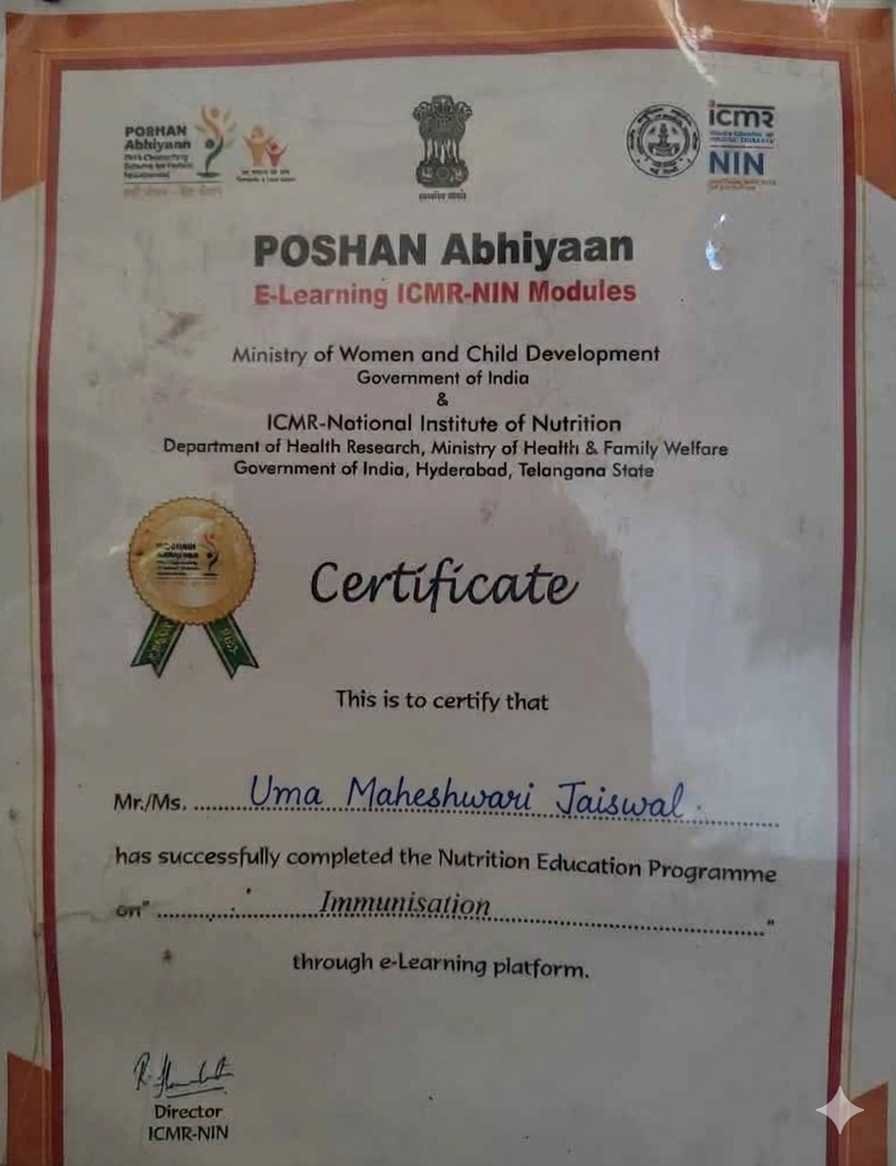 POSHAN
Abhiyaan
icmr
NIN
POSHAN Abhiyaan
E-Learning ICMR-NIN Modules
Ministry of Women and Child Development
Government of India
&
ICMR-National Institute of Nutrition
Department of Health Research, Ministry of Health & Family Welfare
Government of India, Hyderabad, Telangana State
Certificate
This is to certify that
Mr./Ms. Uma Maheshwari Jaiswal.
has successfully completed the Nutrition Education Programme
on" Immunisation "
through e-Learning platform.
Director
ICMR-NIN